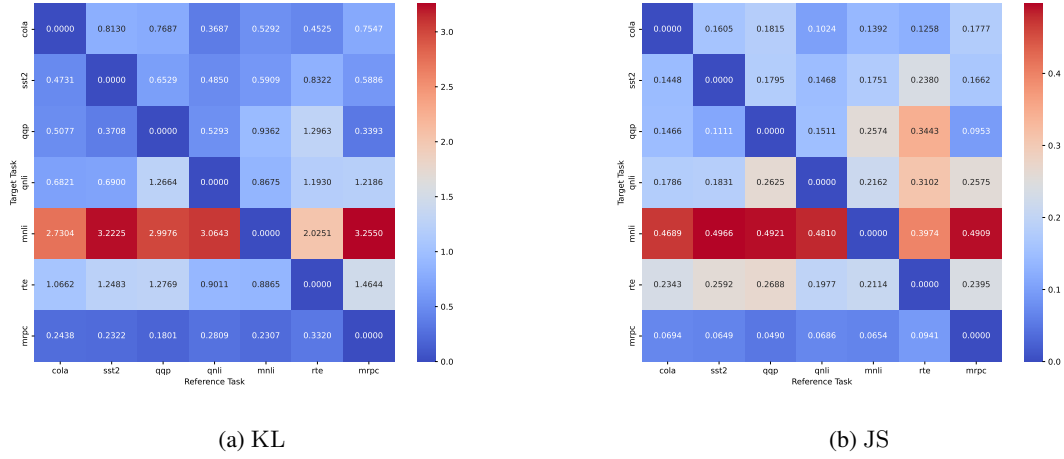 cola 0.0000 0.8130 0.7687 0.3687 0.5292 0.4525 0.7547
sst2 0.4731 0.0000 0.6529 0.4850 0.5909 0.8322 0.5886
qqp 0.5077 0.3708 0.0000 0.5293 0.9362 1.2963 0.3393
qnli 0.6821 0.6900 1.2664 0.0000 0.8675 1.1930 1.2186
mnli 2.7304 3.2225 2.9976 3.0643 0.0000 2.0251 3.2550
rte 1.0662 1.2483 1.2769 0.9011 0.8865 0.0000 1.4644
mrpc 0.2438 0.2322 0.1801 0.2809 0.2307 0.3320 0.0000
Target Task
cola sst2 qqp qnli mnli rte mrpc
Reference Task
3.0
2.5
2.0
1.5
1.0
0.5
0.0
(a) KL
cola 0.0000 0.1605 0.1815 0.1024 0.1392 0.1258 0.1777
sst2 0.1448 0.0000 0.1795 0.1468 0.1751 0.2380 0.1662
qqp 0.1466 0.1111 0.0000 0.1511 0.2574 0.3443 0.0953
qnli 0.1786 0.1831 0.2625 0.0000 0.2162 0.3102 0.2575
mnli 0.4689 0.4966 0.4921 0.4810 0.0000 0.3974 0.4909
rte 0.2343 0.2592 0.2688 0.1977 0.2114 0.0000 0.2395
mrpc 0.0694 0.0649 0.0490 0.0686 0.0654 0.0941 0.0000
Target Task
cola sst2 qqp qnli mnli rte mrpc
Reference Task
0.4
0.3
0.2
0.1
0.0
(b) JS